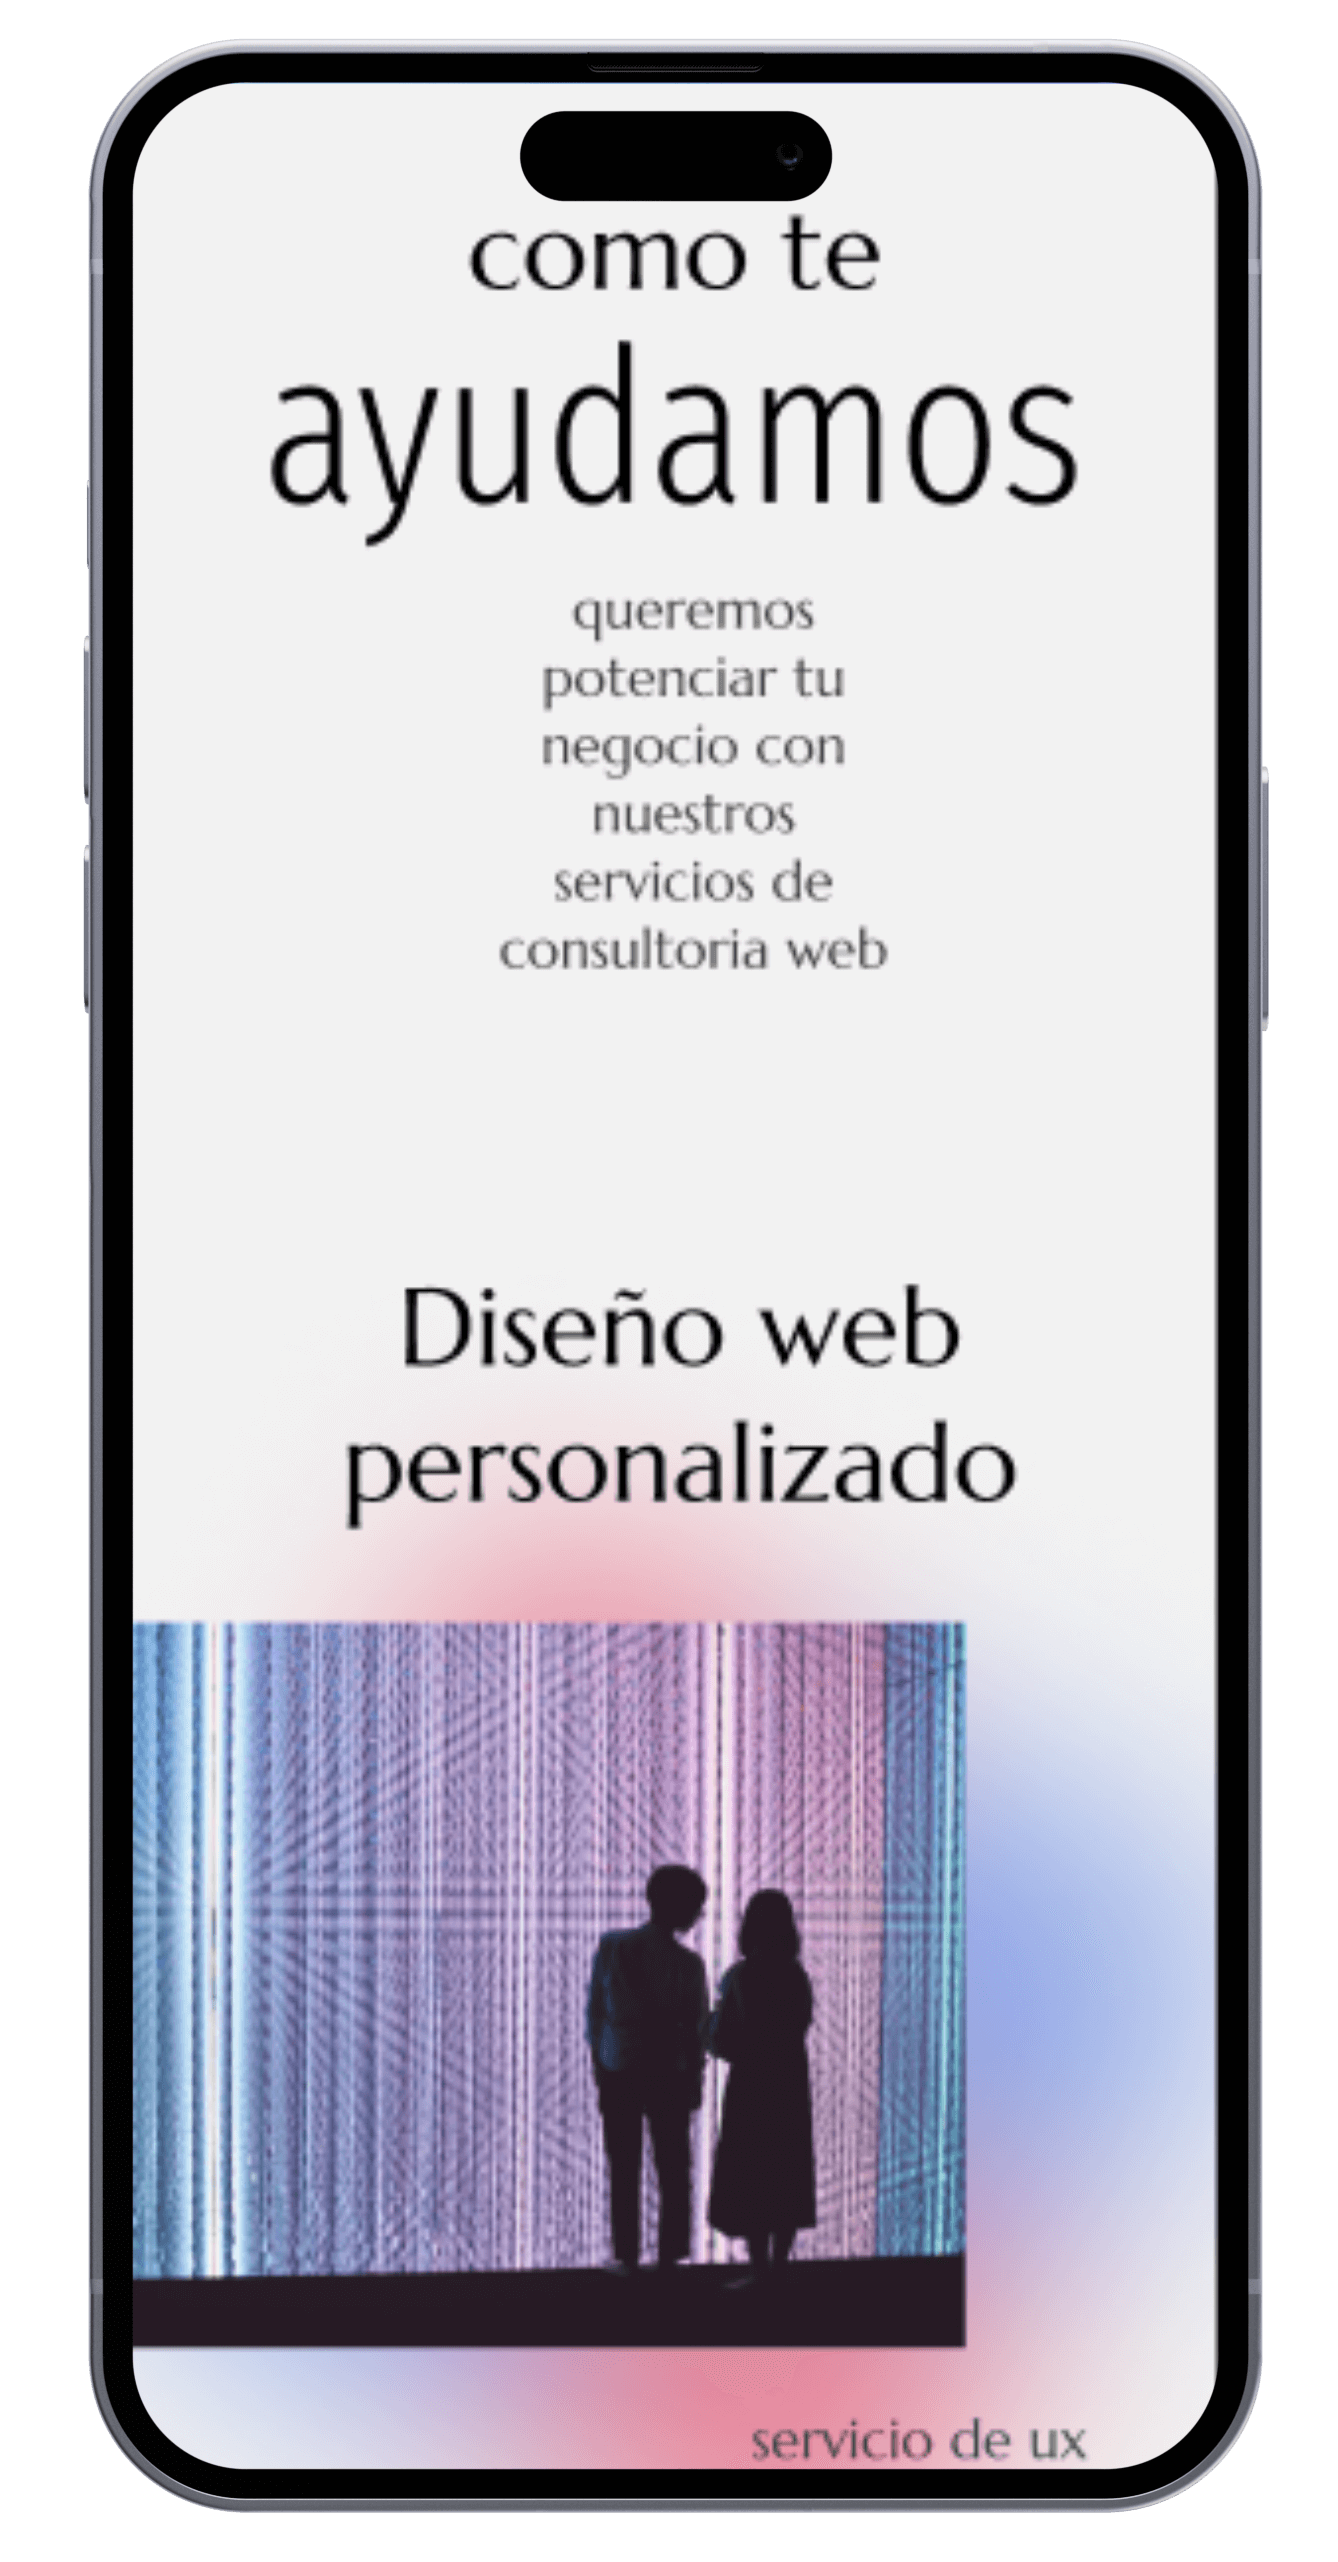 como te
ayudamos
queremos
potenciar tu
negocio con
nuestros
servicios de
consultoria web
Diseño web
personalizado
servicio de ux